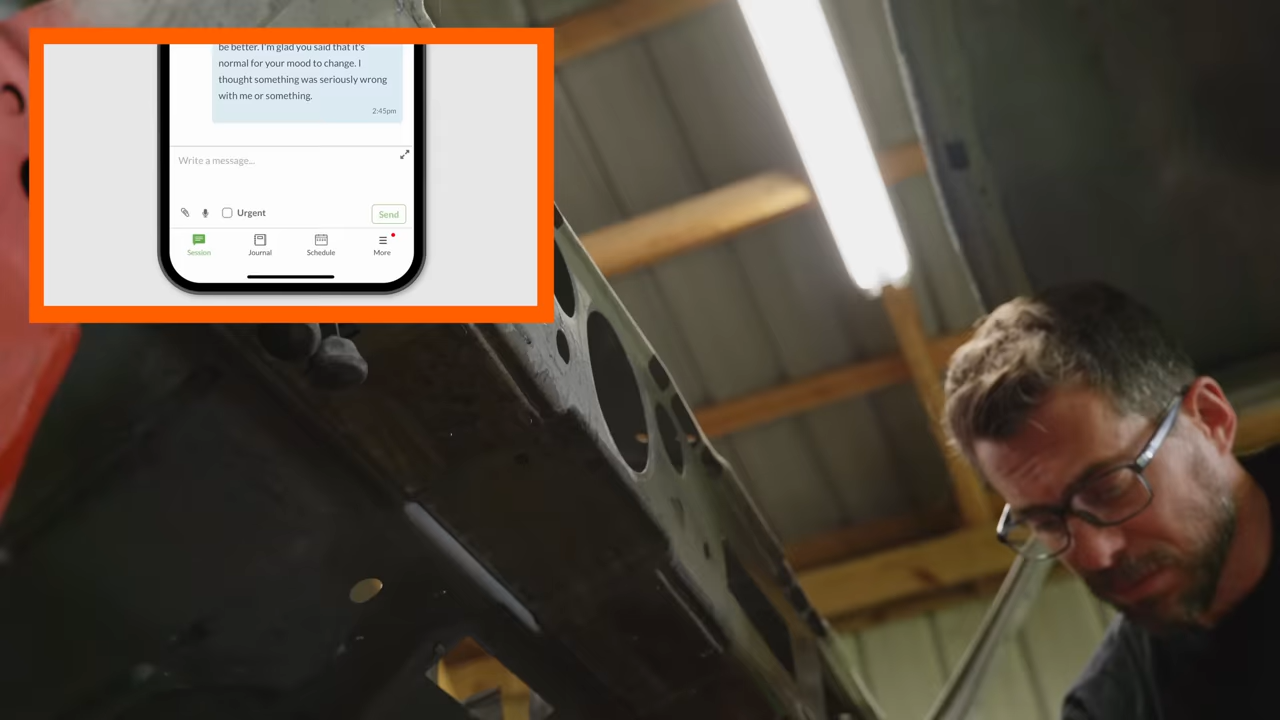 be better. I'm glad you said that it's
normal for your mood to change. I
thought something was seriously wrong
with me or something.
2:45pm
Write a message...
Urgent
Send
Session
Journal
Schedule
More